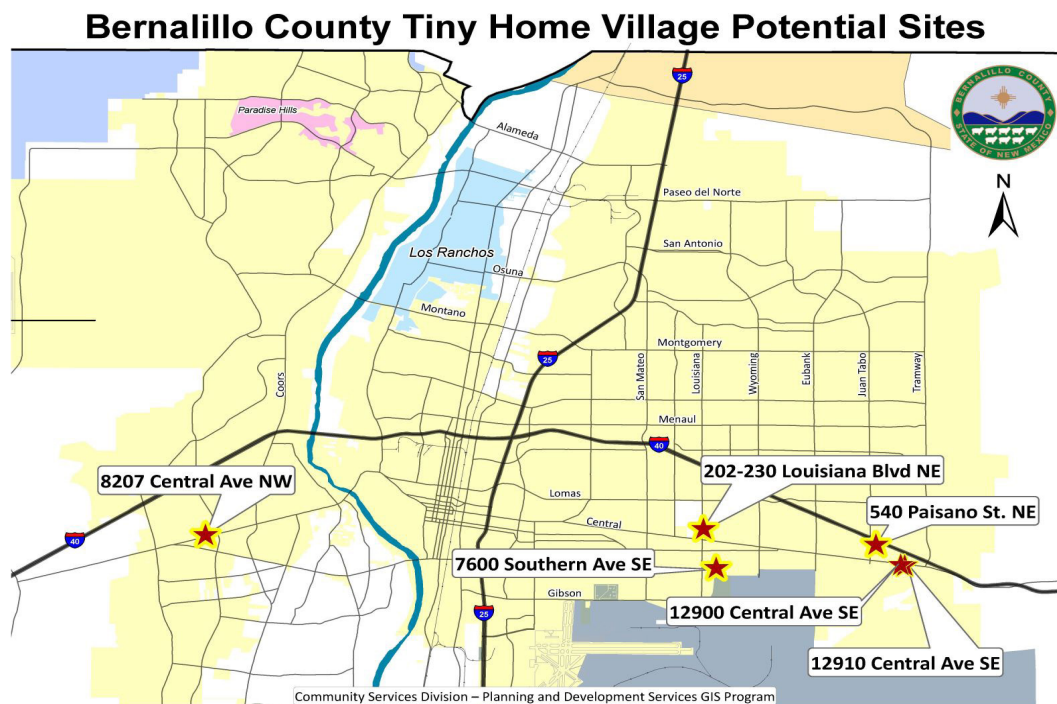 Bernalillo County Tiny Home Village Potential Sites
25
BERNALILLO COUNTY
STATE OF NEW MEXICO
Paradise Hills
Alameda
N
Paseo del Norte
San Antonio
Los Ranchos
Osuna
Montano
Montgomery
25
Coors
San Mateo
Louisiana
Wyoming
Eubank
Juan Tabo
Tramway
Menaul
40
202-230 Louisiana Blvd NE
8207 Central Ave NW
Lomas
540 Paisano St. NE
Central
40
7600 Southern Ave SE
Gibson
12900 Central Ave SE
25
12910 Central Ave SE
Community Services Division – Planning and Development Services GIS Program